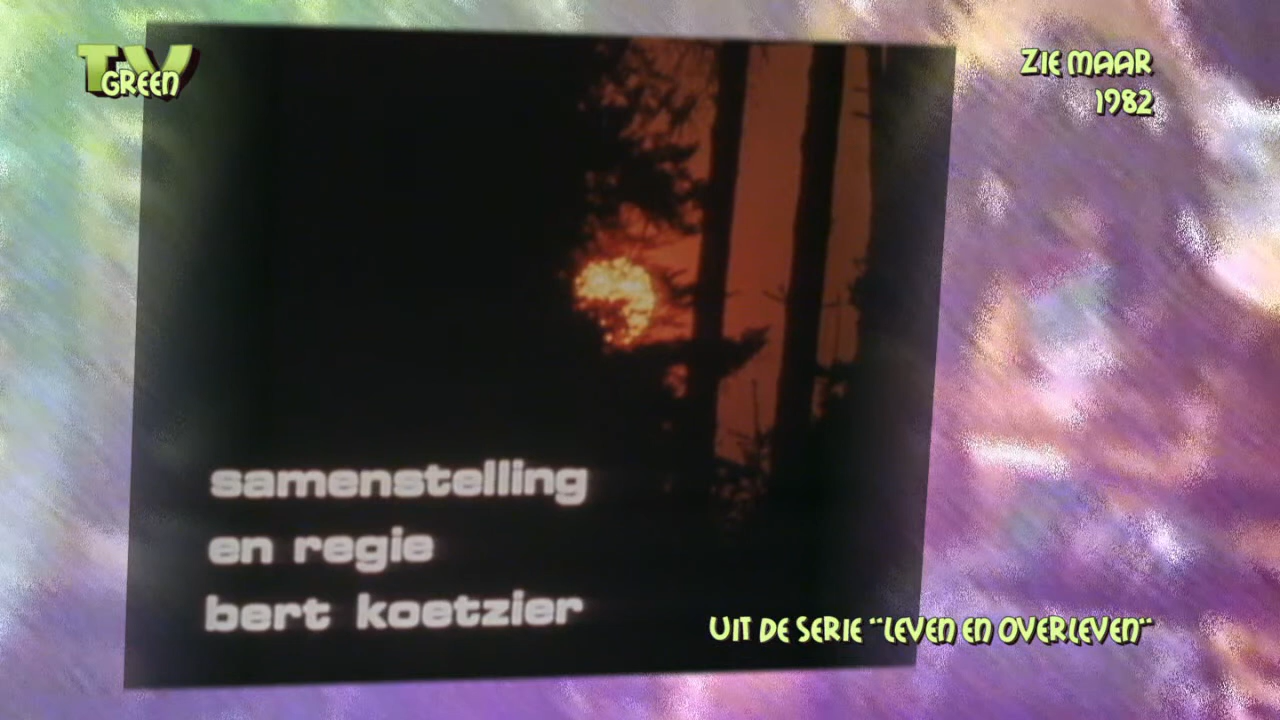 TV
GREEN
ZIE MAAR
1982
samenstelling
en regie
bert koetzier
UIT DE SERIE "LEVEN EN OVERLEVEN"